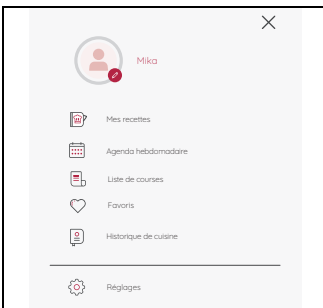 Mika
Mes recettes
Agenda hebdomadaire
Liste de courses
Favoris
Historique de cuisine
Réglages